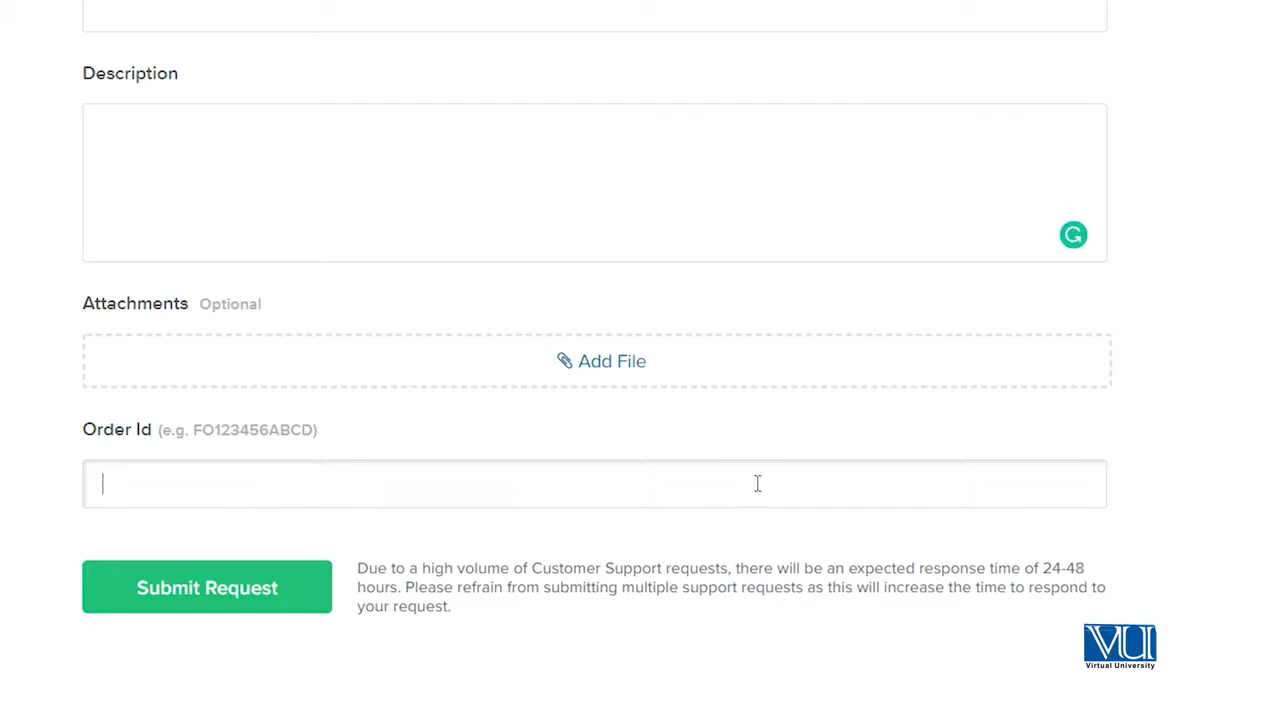 Description
Attachments Optional
Add File
Order Id (e.g. FO123456ABCD)
Submit Request
Due to a high volume of Customer Support requests, there will be an expected response time of 24-48
hours. Please refrain from submitting multiple support requests as this will increase the time to respond to
your request.
VU
Virtual University